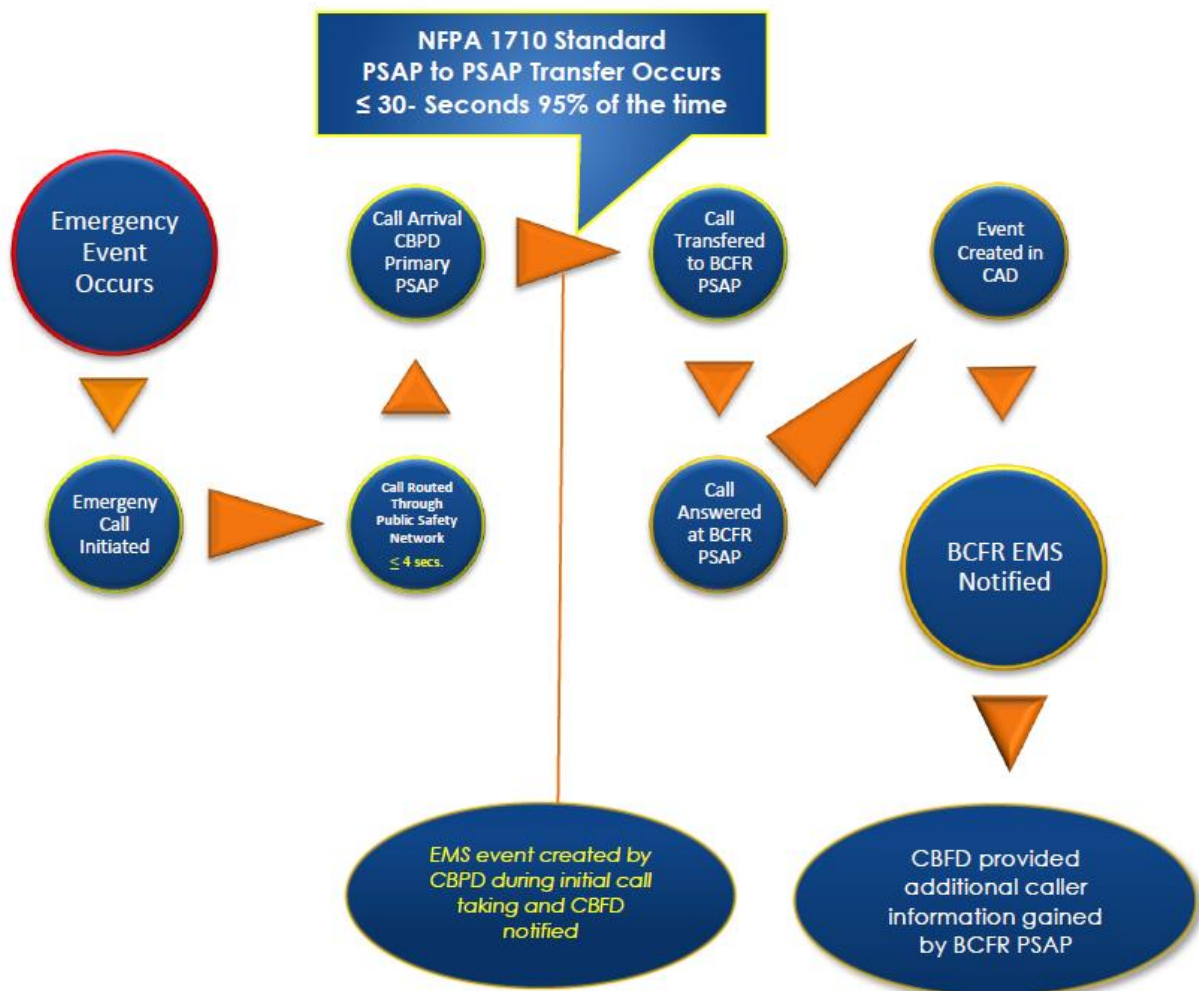 NFPA 1710 Standard
PSAP to PSAP Transfer Occurs
≤ 30- Seconds 95% of the time
Emergency
Event
Occurs
Call Arrival
CBPD
Primary
PSAP
Call
Transfered
to BCFR
PSAP
Event
Created in
CAD
Emergeny
Call
Initiated
Call Routed
Through
Public Safety
Network
≤ 4 secs.
Call
Answered
at BCFR
PSAP
BCFR EMS
Notified
EMS event created by
CBPD during initial call
taking and CBFD
notified
CBFD provided
additional caller
information gained
by BCFR PSAP